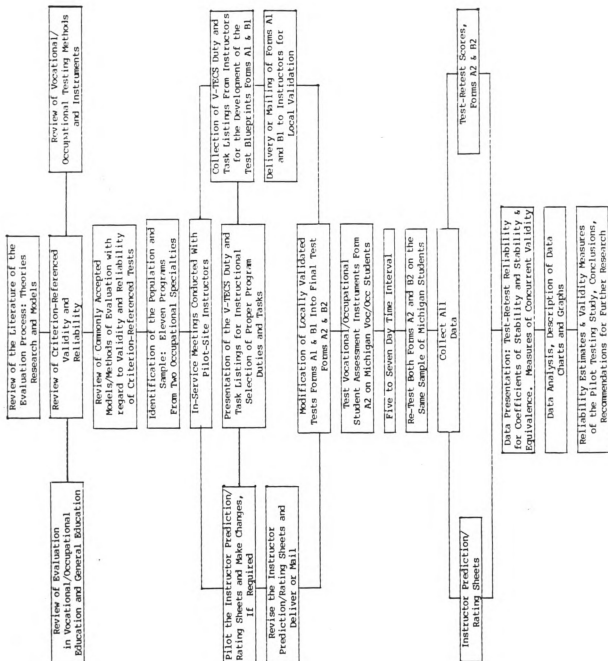 Review of the Literature of the
Evaluation Process: Theories
Research and Models
Review of Evaluation
in Vocational/Occupational
Education and General Education
Review of Criterion-Referenced
Validity and
Reliability
Review of Vocational/
Occupational Testing Methods
and Instruments
Review of Commonly Accepted
Models/Methods of Evaluation with
regard to Validity and Reliability
of Criterion-Referenced Tests
Identification of the Population and
Sample: Eleven Programs
From Two Occupational Specialties
In-Service Meetings Conducted With
Pilot-Site Instructors
Pilot the Instructor Prediction/
Rating Sheets and Make Changes,
If Required
Presentation of the V-TECS Duty and
Task Listings for Instructional
Selection of Proper Program
Duties and Tasks
Collection of V-TECS Duty and
Task Listings From Instructors
for the Development of the
Test Blueprints Forms A1 & B1
Revise the Instructor
Prediction/Rating Sheets and
Deliver or Mail
Delivery or Mailing of Forms A1
and B1 to Instructors for
Local Validation
Modification of Locally Validated
Tests Forms A1 & B1 Into Final Test
Forms A2 & B2
Test Vocational/Occupational
Student Assessment Instruments Form
A2 on Michigan Voc/Occ Students
Five to Seven Day Time Interval
Re-Test Both Forms A2 and B2 on the
Same Sample of Michigan Students
Collect All
Data
Instructor Prediction/
Rating Sheets
Test-Retest Scores,
Forms A2 & B2
Data Presentation: Test-Retest Reliability
for Coefficients of Stability and Stability &
Equivalence, Measures of Concurrent Validity
Data Analysis, Description of Data
Charts and Graphs
Reliability Estimates & Validity Measures
of the Pilot Testing Study, Conclusions,
Recommendations for Further Research